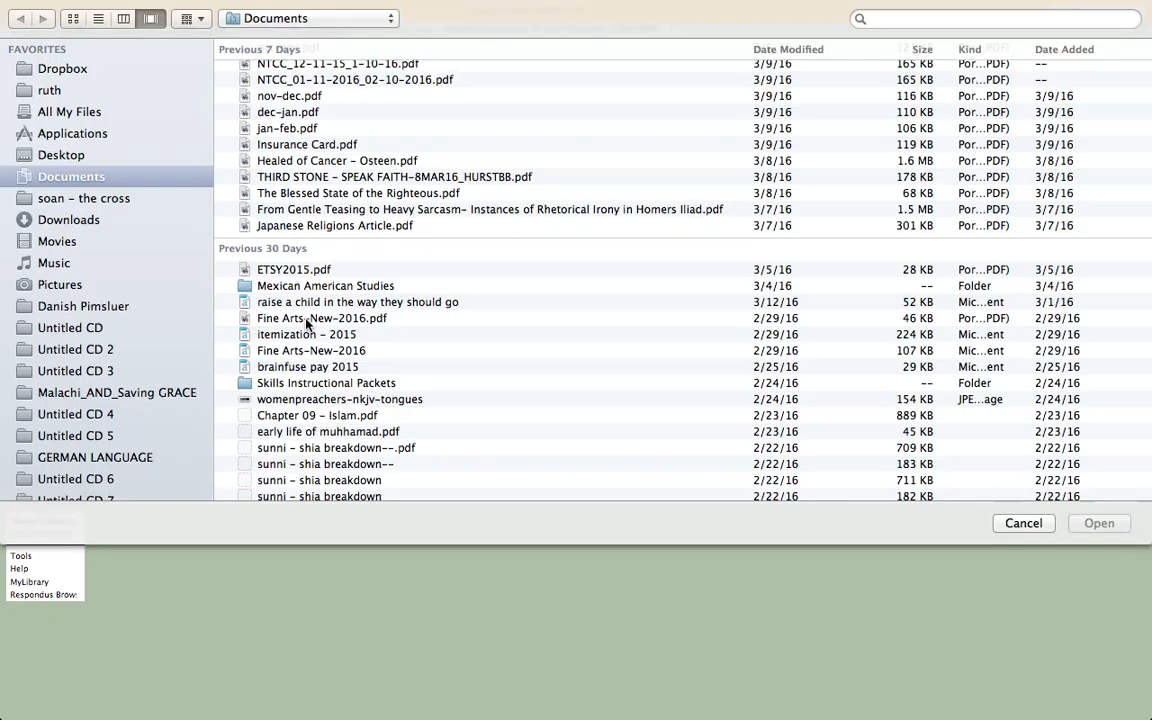 Documents
FAVORITES
Dropbox
ruth
All My Files
Applications
Desktop
Documents
soan - the cross
Downloads
Movies
Music
Pictures
Danish Pimsluer
Untitled CD
Untitled CD 2
Untitled CD 3
Malachi_AND_Saving GRACE
Untitled CD 4
Untitled CD 5
GERMAN LANGUAGE
Untitled CD 6
Untitled CD 7
Previous 7 Days Date Modified Size Kind Date Added
NTCC_12-11-15_1-10-16.pdf 3/9/16 165 KB Por...PDF) --
NTCC_01-11-2016_02-10-2016.pdf 3/9/16 165 KB Por...PDF) --
nov-dec.pdf 3/9/16 116 KB Por...PDF) 3/9/16
dec-jan.pdf 3/9/16 110 KB Por...PDF) 3/9/16
jan-feb.pdf 3/9/16 106 KB Por...PDF) 3/9/16
Insurance Card.pdf 3/9/16 119 KB Por...PDF) 3/9/16
Healed of Cancer - Osteen.pdf 3/8/16 1.6 MB Por...PDF) 3/8/16
THIRD STONE - SPEAK FAITH-8MAR16_HURSTBB.pdf 3/8/16 178 KB Por...PDF) 3/8/16
The Blessed State of the Righteous.pdf 3/8/16 68 KB Por...PDF) 3/8/16
From Gentle Teasing to Heavy Sarcasm- Instances of Rhetorical Irony in Homers Iliad.pdf 3/7/16 1.5 MB Por...PDF) 3/7/16
Japanese Religions Article.pdf 3/7/16 301 KB Por...PDF) 3/7/16
Previous 30 Days
ETSY2015.pdf 3/5/16 28 KB Por...PDF) 3/5/16
Mexican American Studies 3/4/16 -- Folder 3/4/16
raise a child in the way they should go 3/12/16 52 KB Mic...ent 3/1/16
Fine Arts-New-2016.pdf 2/29/16 46 KB Por...PDF) 2/29/16
itemization - 2015 2/29/16 224 KB Mic...ent 2/29/16
Fine Arts-New-2016 2/29/16 107 KB Mic...ent 2/29/16
brainfuse pay 2015 2/25/16 29 KB Mic...ent 2/25/16
Skills Instructional Packets 2/24/16 -- Folder 2/24/16
womenpreachers-nkjv-tongues 2/24/16 154 KB JPE...age 2/24/16
Chapter 09 - Islam.pdf 2/23/16 889 KB 2/23/16
early life of muhhamad.pdf 2/23/16 45 KB 2/23/16
sunni - shia breakdown--.pdf 2/22/16 709 KB 2/22/16
sunni - shia breakdown-- 2/22/16 183 KB 2/22/16
sunni - shia breakdown 2/22/16 711 KB 2/22/16
sunni - shia breakdown 2/22/16 182 KB 2/22/16
Cancel Open
Tools
Help
MyLibrary
Respondus Brow: